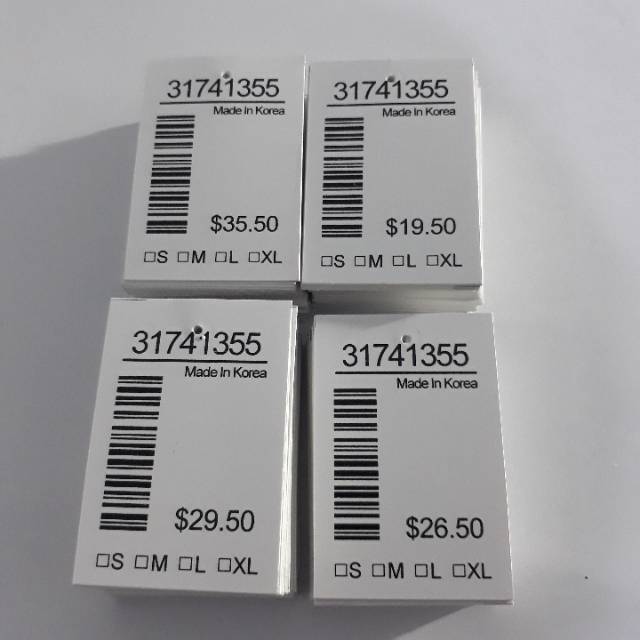 31741355
Made In Korea
$35.50
☐S ☐M ☐L ☐XL
31741355
Made In Korea
$19.50
☐S ☐M ☐L ☐XL
31741355
Made In Korea
$29.50
☐S ☐M ☐L ☐XL
31741355
Made In Korea
$26.50
☐S ☐M ☐L ☐XL